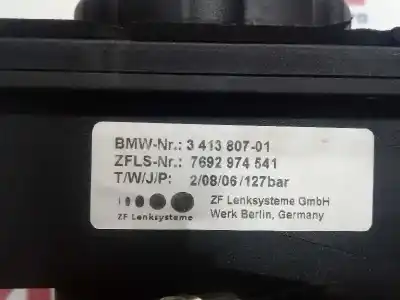 BMW-Nr.: 3 413 807-01
ZFLS-Nr.: 7692 974 541
T/W/J/P: 2/08/06/127bar
ZF Lenksysteme GmbH
ZF Lenksysteme Werk Berlin, Germany